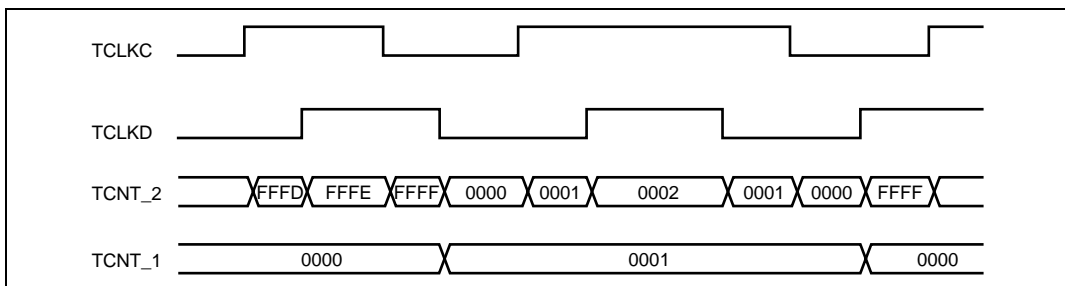 TCLKC
TCLKD
TCNT_2 FFFD FFFE FFFF 0000 0001 0002 0001 0000 FFFF
TCNT_1 0000 0001 0000